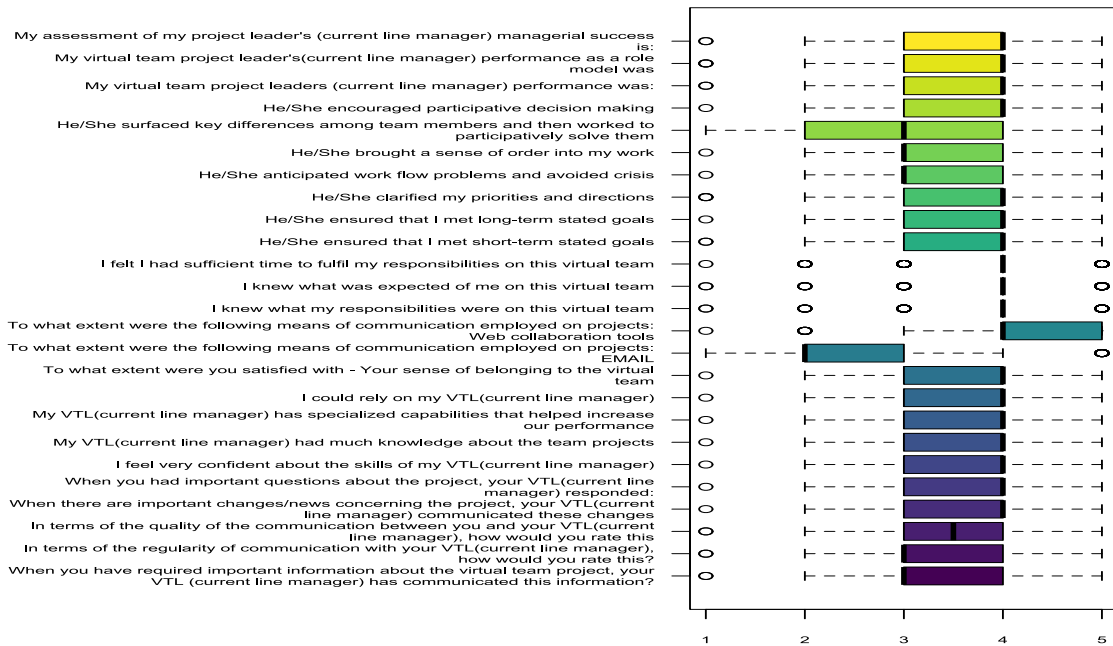 My assessment of my project leader's (current line manager) managerial success
is:
My virtual team project leader's(current line manager) performance as a role
model was
My virtual team project leaders (current line manager) performance was:
He/She encouraged participative decision making
He/She surfaced key differences among team members and then worked to
participatively solve them
He/She brought a sense of order into my work
He/She anticipated work flow problems and avoided crisis
He/She clarified my priorities and directions
He/She ensured that I met long-term stated goals
He/She ensured that I met short-term stated goals
I felt I had sufficient time to fulfil my responsibilities on this virtual team
I knew what was expected of me on this virtual team
I knew what my responsibilities were on this virtual team
To what extent were the following means of communication employed on projects:
Web collaboration tools
To what extent were the following means of communication employed on projects:
EMAIL
To what extent were you satisfied with - Your sense of belonging to the virtual
team
I could rely on my VTL(current line manager)
My VTL(current line manager) has specialized capabilities that helped increase
our performance
My VTL(current line manager) had much knowledge about the team projects
I feel very confident about the skills of my VTL(current line manager)
When you had important questions about the project, your VTL(current line
manager) responded:
When there are important changes/news concerning the project, your VTL(current
line manager) communicated these changes
In terms of the quality of the communication between you and your VTL(current
line manager), how would you rate this
In terms of the regularity of communication with your VTL(current line manager),
how would you rate this?
When you have required important information about the virtual team project, your
VTL (current line manager) has communicated this information?
1 2 3 4 5